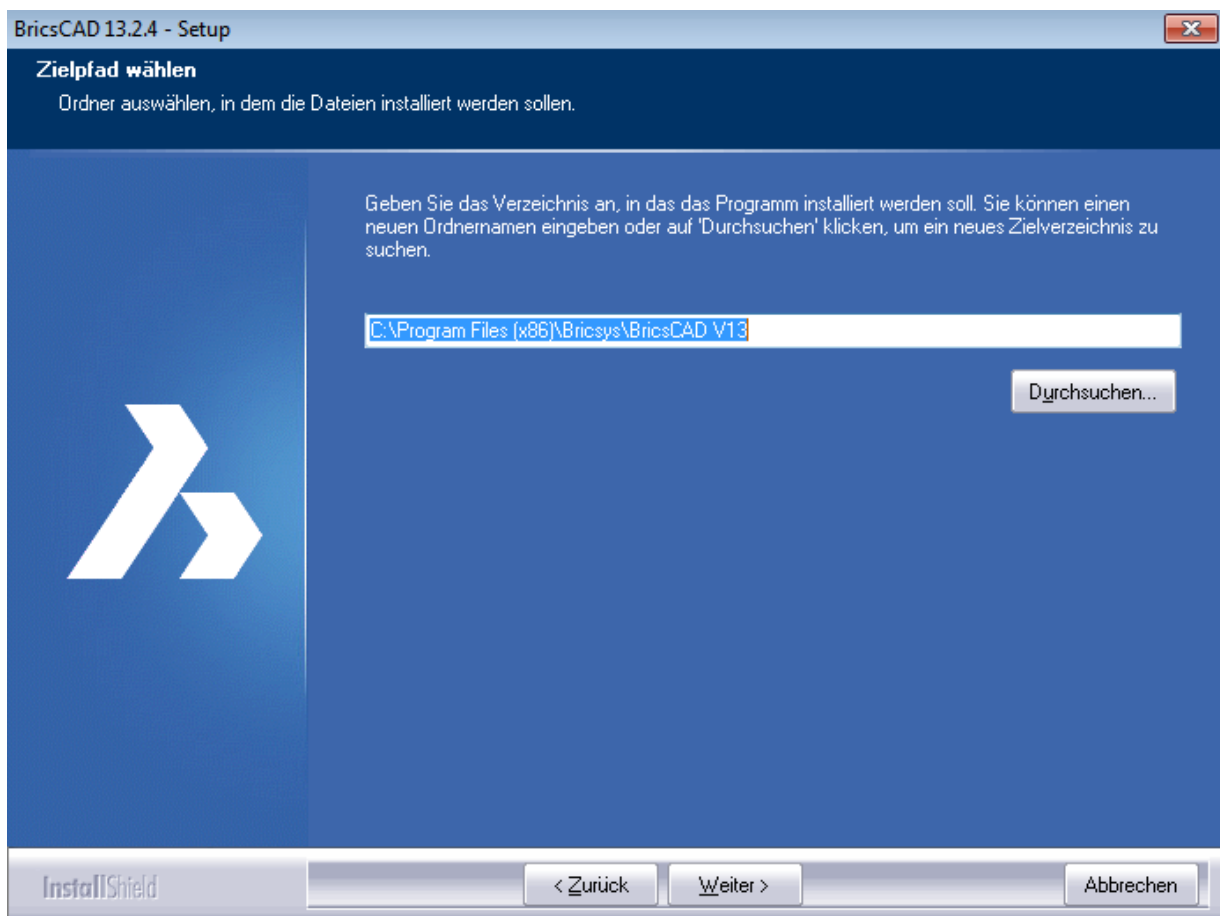 BricsCAD 13.2.4 - Setup
Zielpfad wählen
Ordner auswählen, in dem die Dateien installiert werden sollen.
Geben Sie das Verzeichnis an, in das das Programm installiert werden soll. Sie können einen
neuen Ordnernamen eingeben oder auf 'Durchsuchen' klicken, um ein neues Zielverzeichnis zu
suchen.
C:\Program Files (x86)\Bricsys\BricsCAD V13
Durchsuchen...
InstallShield
< Zurück
Weiter >
Abbrechen